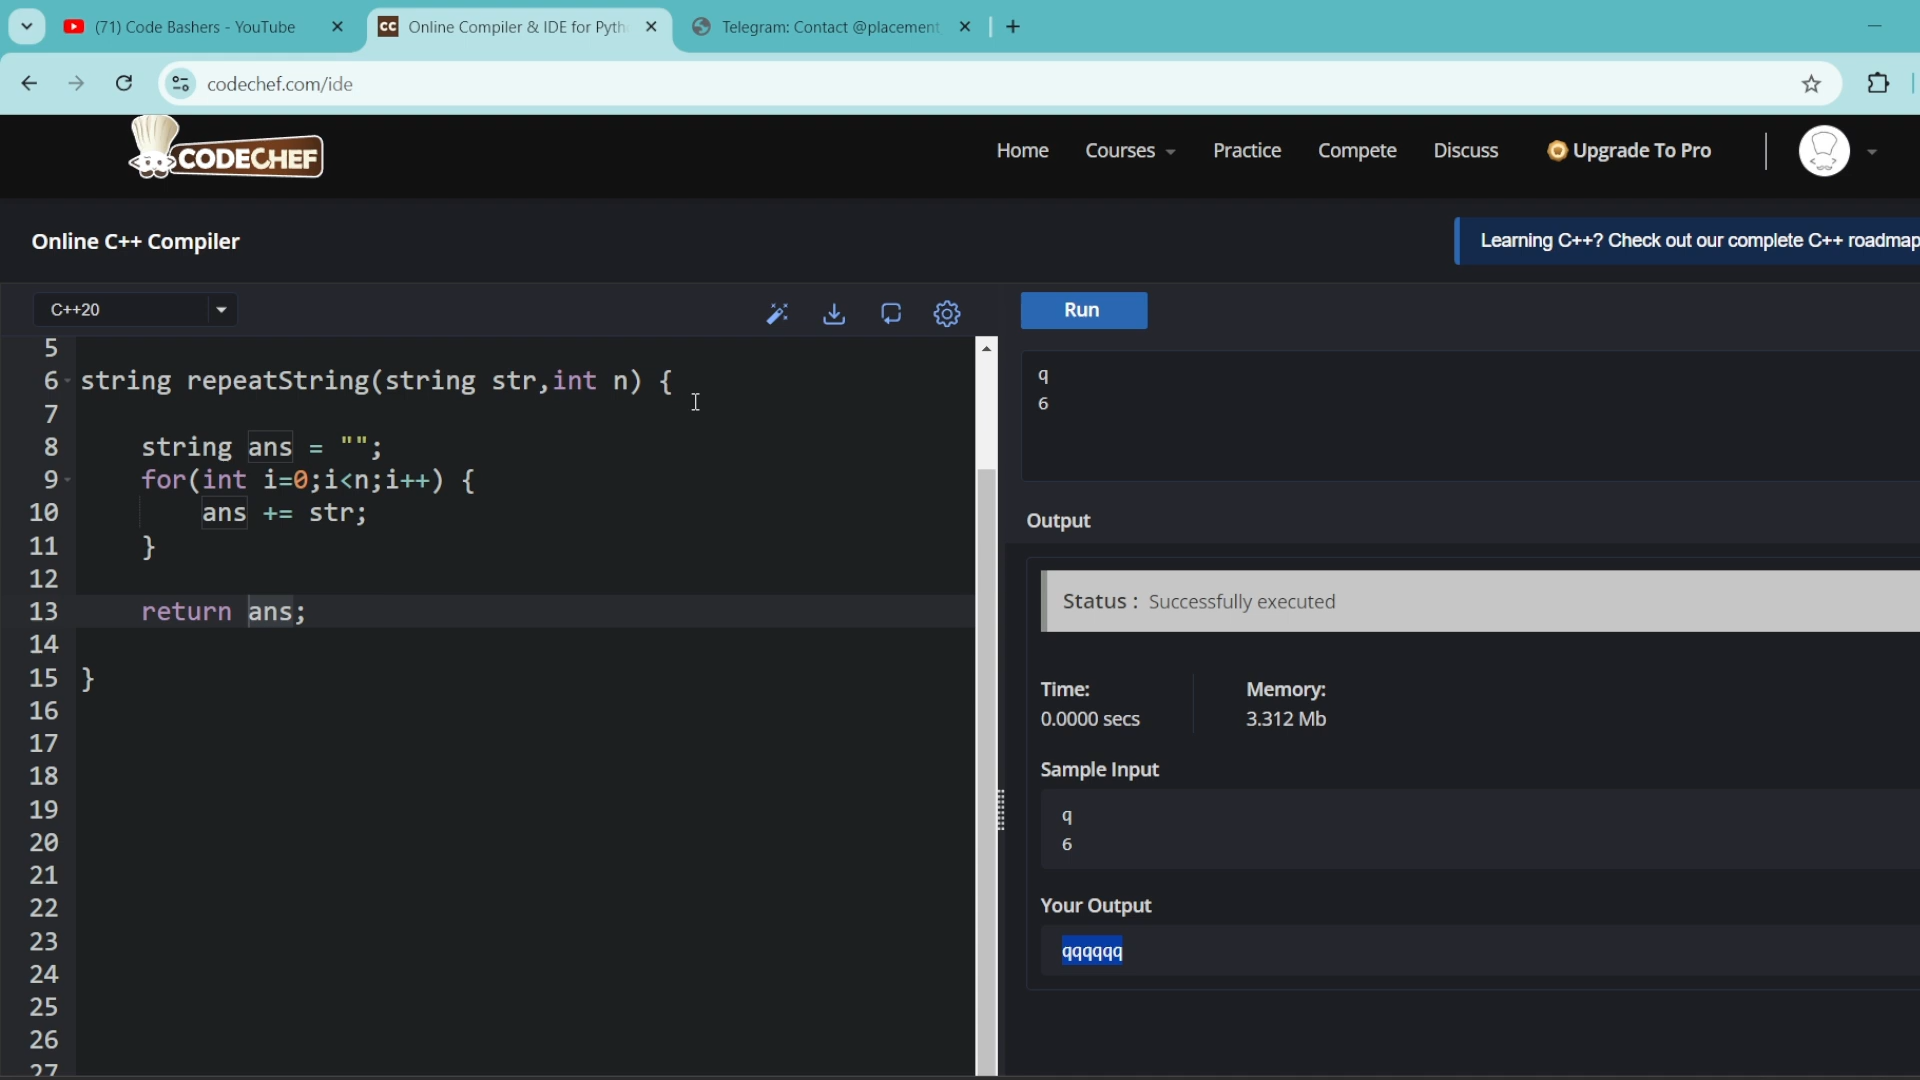 (71) Code Bashers - YouTube
Online Compiler & IDE for Pyth
Telegram: Contact @placement
codechef.com/ide
CODECHEF
Home
Courses
Practice
Compete
Discuss
Upgrade To Pro
Online C++ Compiler
Learning C++? Check out our complete C++ roadmap
C++20
Run
5
6 string repeatString(string str,int n) {
7
8 string ans = "";
9 for(int i=0;i<n;i++) {
10 ans += str;
11 }
12
13 return ans;
14
15 }
16
17
18
19
20
21
22
23
24
25
26
27
q
6
Output
Status : Successfully executed
Time:
0.0000 secs
Memory:
3.312 Mb
Sample Input
q
6
Your Output
qqqqqq